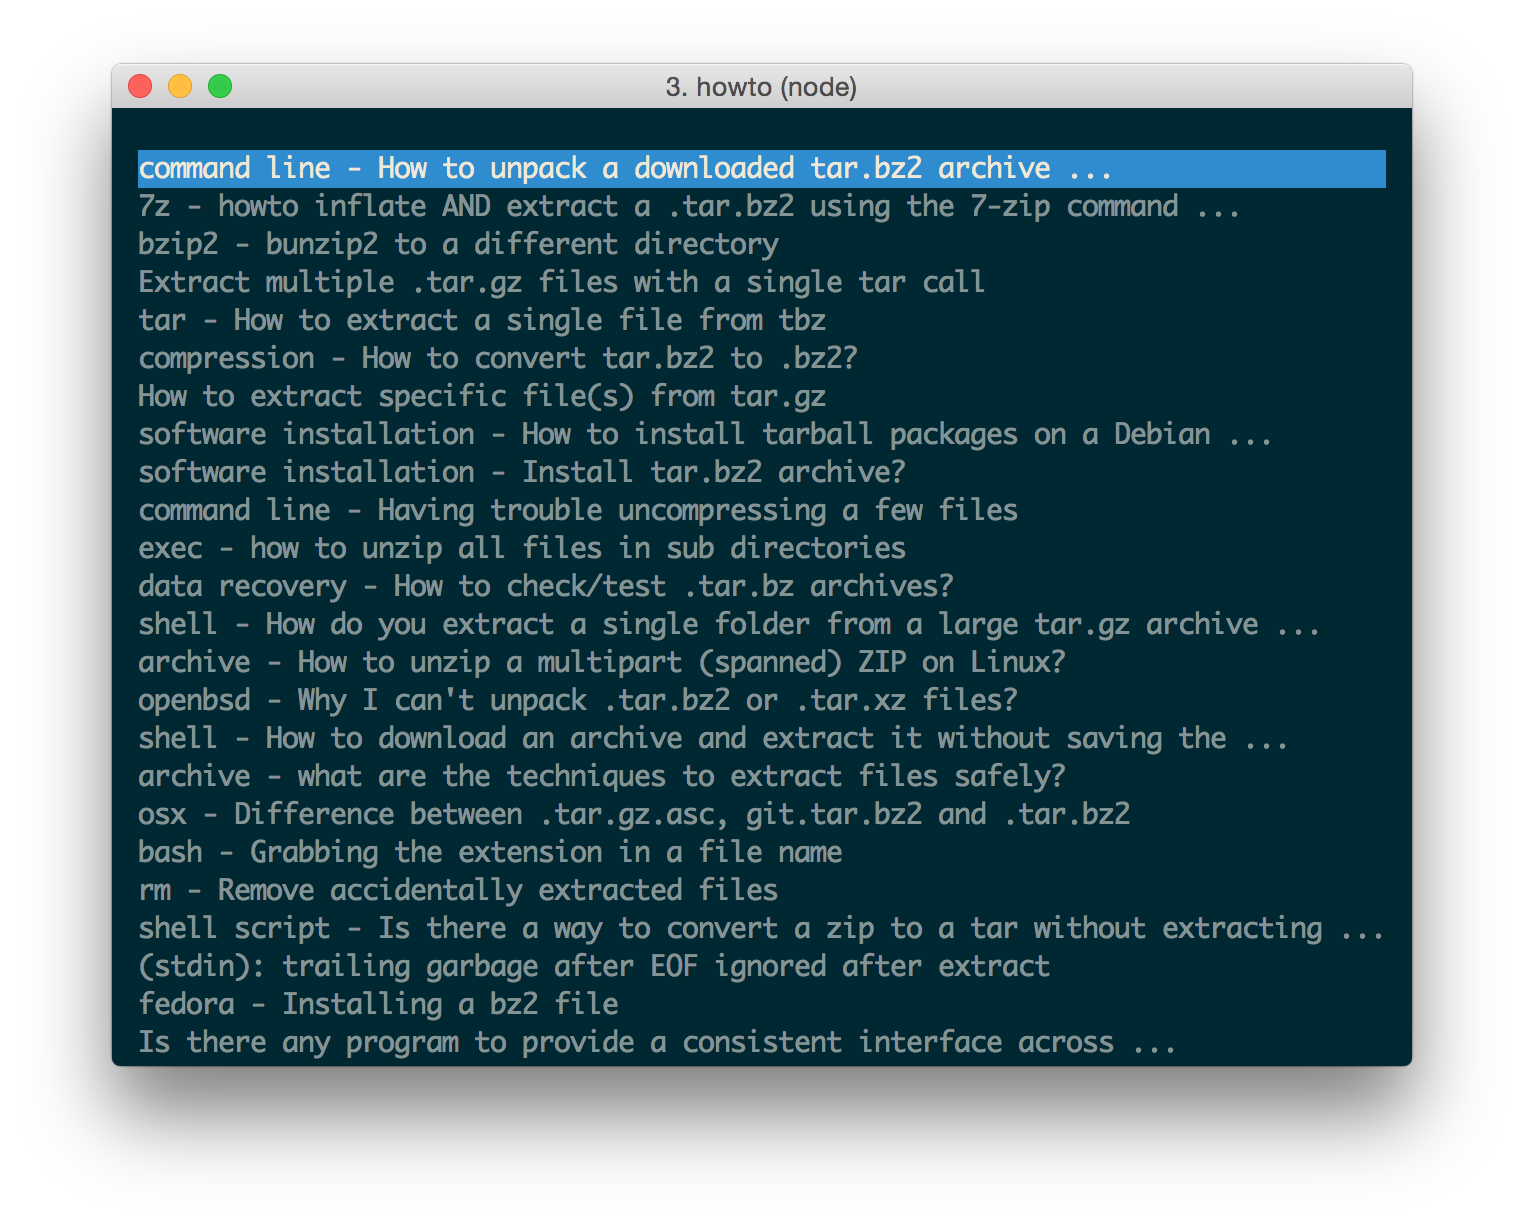 3. howto (node)
command line - How to unpack a downloaded tar.bz2 archive ...
7z - howto inflate AND extract a .tar.bz2 using the 7-zip command ...
bzip2 - bunzip2 to a different directory
Extract multiple .tar.gz files with a single tar call
tar - How to extract a single file from tbz
compression - How to convert tar.bz2 to .bz2?
How to extract specific file(s) from tar.gz
software installation - How to install tarball packages on a Debian ...
software installation - Install tar.bz2 archive?
command line - Having trouble uncompressing a few files
exec - how to unzip all files in sub directories
data recovery - How to check/test .tar.bz archives?
shell - How do you extract a single folder from a large tar.gz archive ...
archive - How to unzip a multipart (spanned) ZIP on Linux?
openbsd - Why I can't unpack .tar.bz2 or .tar.xz files?
shell - How to download an archive and extract it without saving the ...
archive - what are the techniques to extract files safely?
osx - Difference between .tar.gz.asc, git.tar.bz2 and .tar.bz2
bash - Grabbing the extension in a file name
rm - Remove accidentally extracted files
shell script - Is there a way to convert a zip to a tar without extracting ...
(stdin): trailing garbage after EOF ignored after extract
fedora - Installing a bz2 file
Is there any program to provide a consistent interface across ...